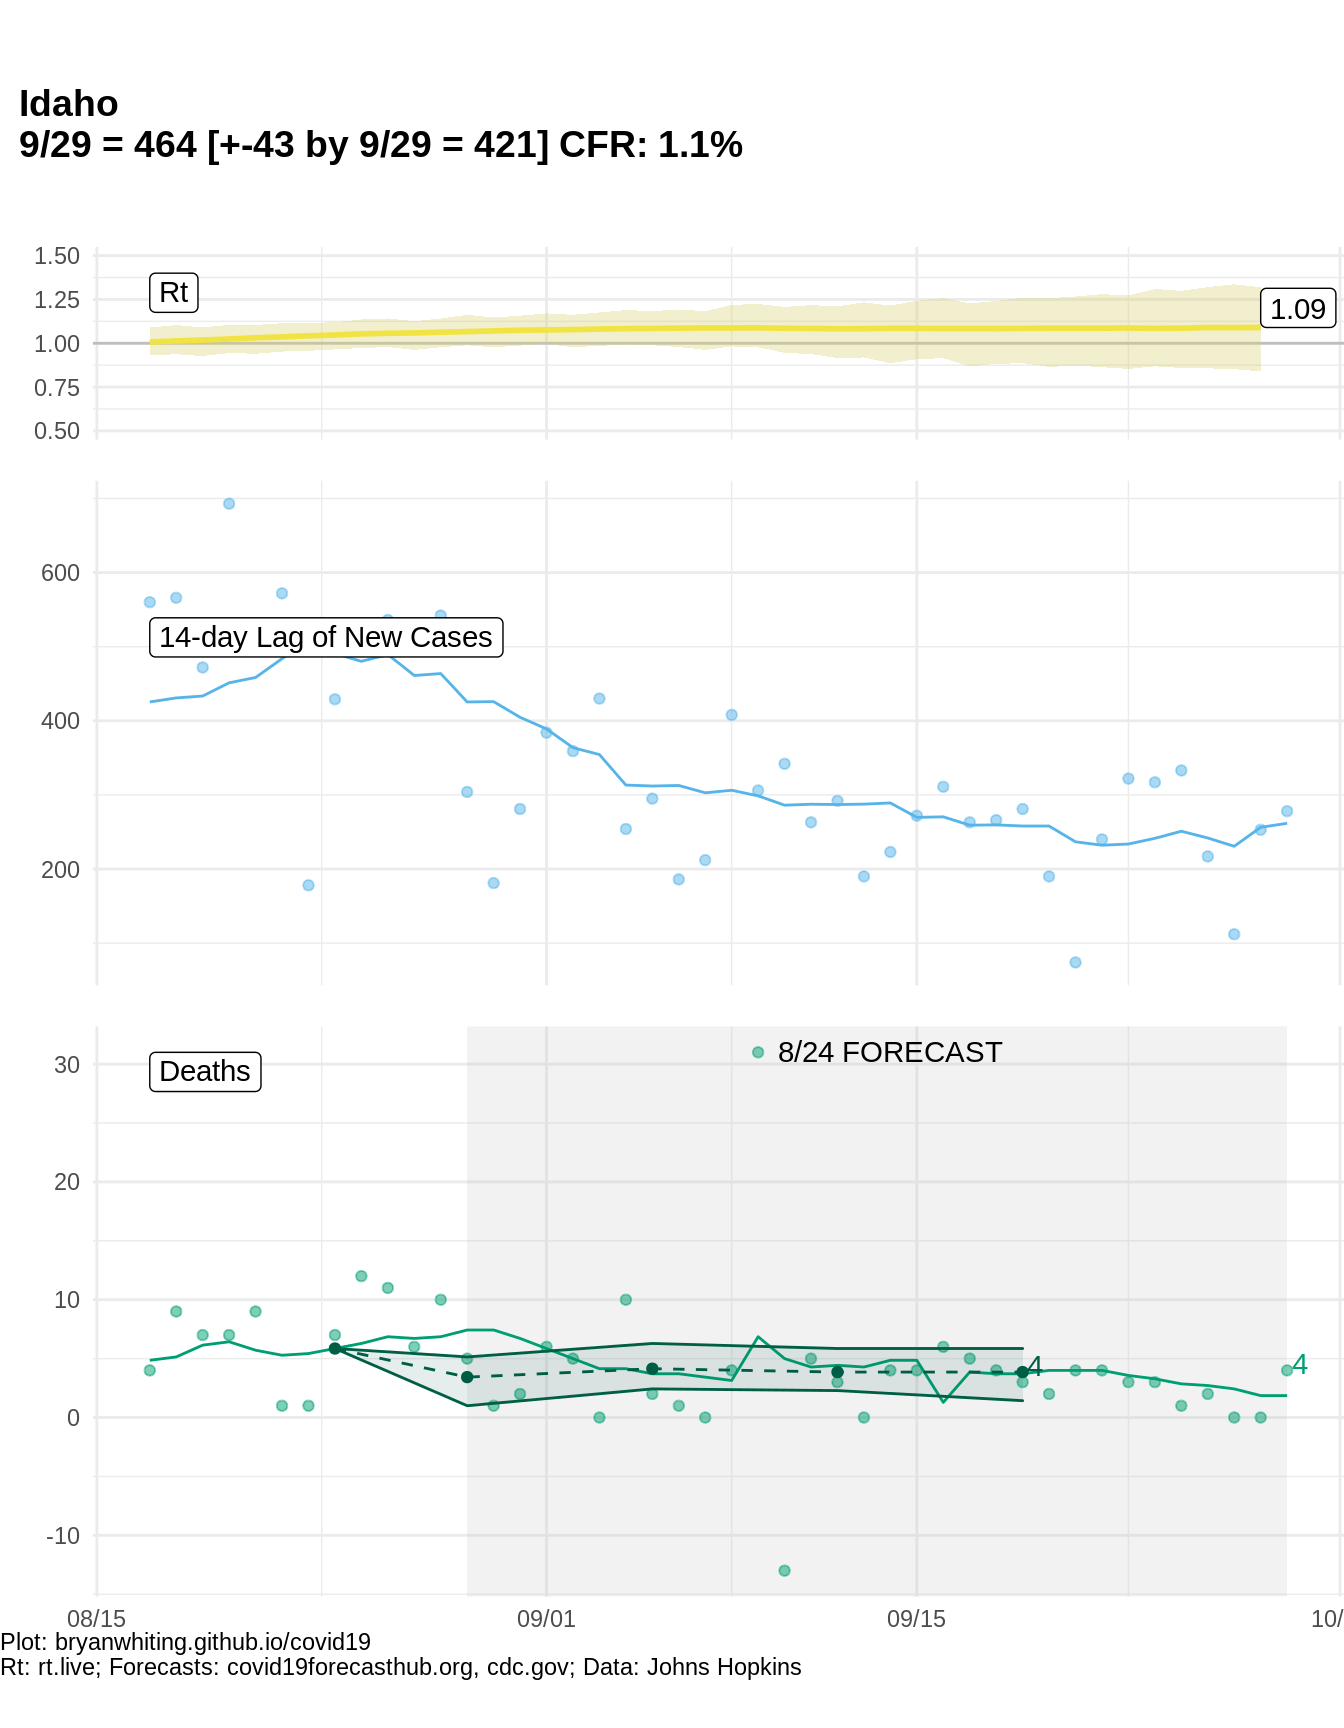 Idaho
9/29 = 464 [+-43 by 9/29 = 421] CFR: 1.1%
1.50
Rt
1.25
1.09
1.00
0.75
0.50
600
14-day Lag of New Cases
400
200
8/24 FORECAST
30
Deaths
20
10
4
4
0
-10
08/15
09/01
09/15
10/
Plot: bryanwhiting.github.io/covid19
Rt: rt.live; Forecasts: covid19forecasthub.org, cdc.gov; Data: Johns Hopkins